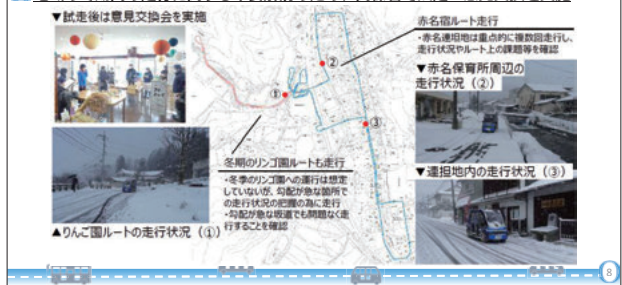 ▼試走後は意見交換会を実施
赤名宿ルート走行
・赤名連坦地は重点的に複数回走行し、
走行状況やルート上の課題等を確認
▼赤名保育所周辺の
走行状況（②）
②
①
③
冬期のリンゴ園ルートも走行
・冬季のリンゴ園への運行は想定
していないが、勾配が急な箇所で
の走行状況の把握の為に走行
・勾配が急な坂道でも問題なく走
行することを確認
▼連担地内の走行状況（③）
▲りんご園ルートの走行状況（①）
8